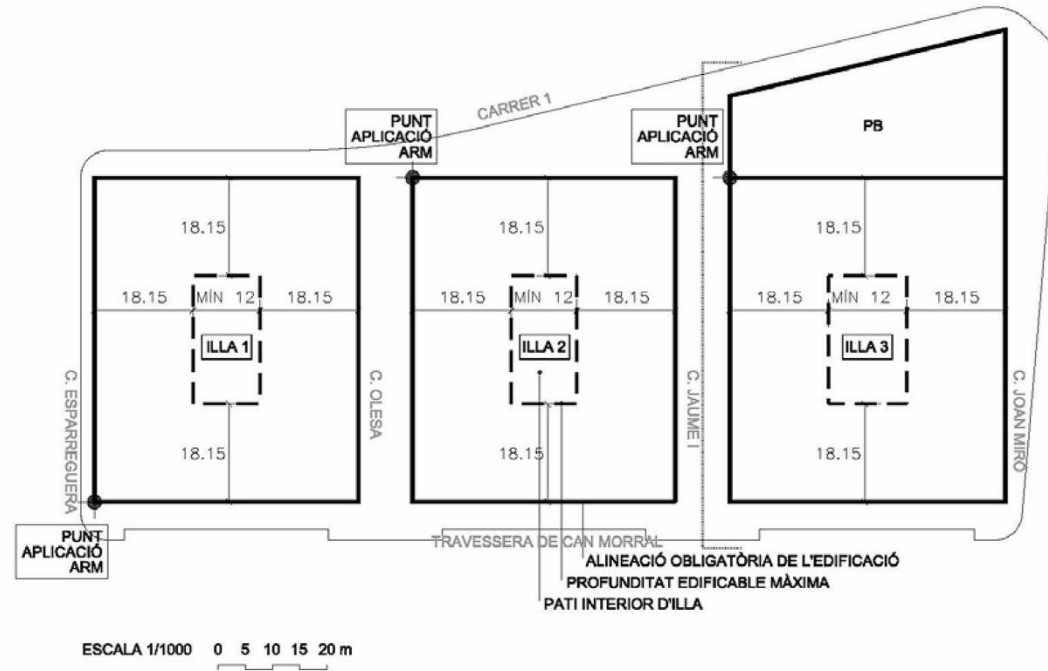 CARRER 1
PUNT
APLICACIÓ
ARM
PUNT
APLICACIÓ
ARM
PB
18.15
18.15
18.15
18.15
MÍN 12
18.15
18.15
MÍN 12
18.15
18.15
MÍN 12
18.15
ILLA 1
ILLA 2
ILLA 3
C. ESPARREGUERA
C. OLESA
C. JAUME I
C. JOAN MIRÓ
18.15
18.15
18.15
PUNT
APLICACIÓ
ARM
TRAVESSERA DE CAN MORRAL
ALINEACIÓ OBLIGATÒRIA DE L'EDIFICACIÓ
PROFUNDITAT EDIFICABLE MÀXIMA
PATI INTERIOR D'ILLA
ESCALA 1/1000 0 5 10 15 20 m